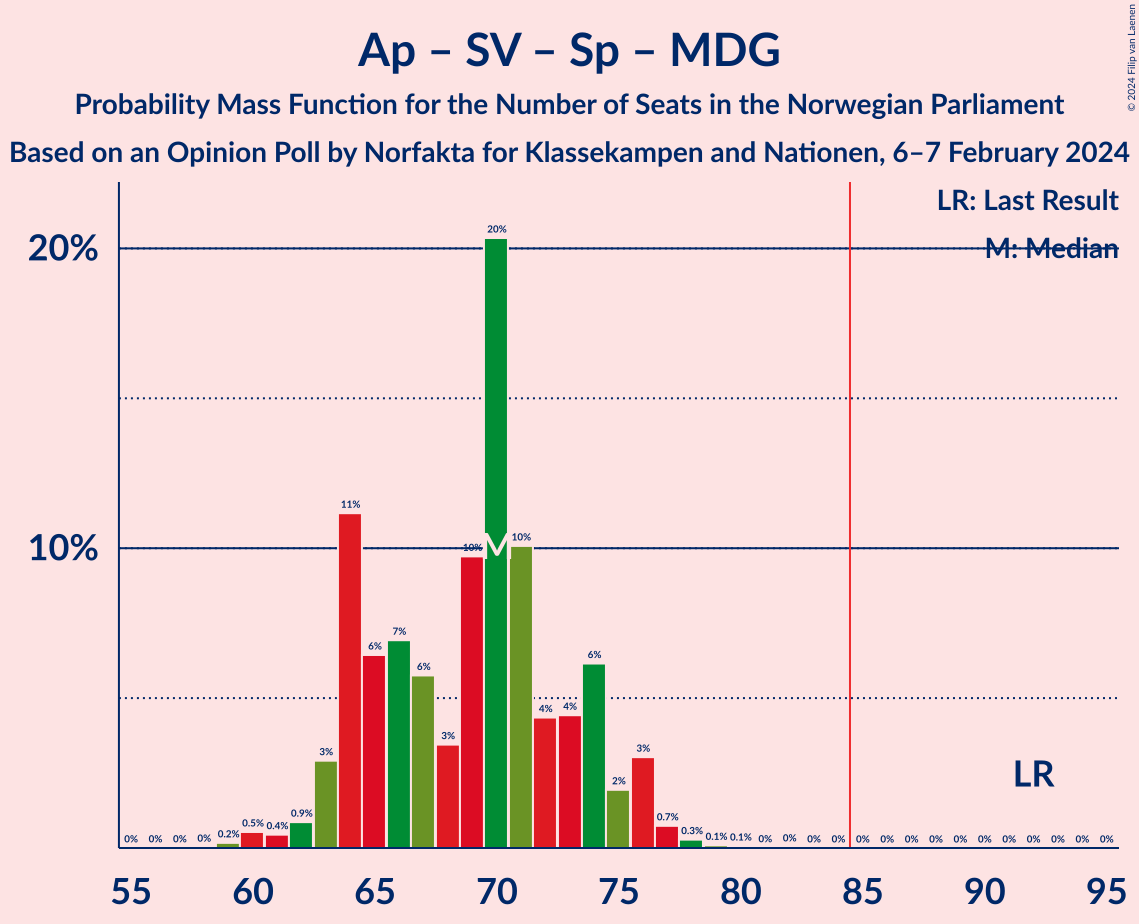 Ap – SV – Sp – MDG
Probability Mass Function for the Number of Seats in the Norwegian Parliament
Based on an Opinion Poll by Norfakta for Klassekampen and Nationen, 6–7 February 2024
© 2024 Filip van Laenen
LR: Last Result
M: Median
20%
10%
0% 0% 0% 0% 0.2% 0.5% 0.4% 0.9% 3% 11% 6% 7% 6% 3% 10% 20% 10% 4% 4% 6% 2% 3% 0.7% 0.3% 0.1% 0.1% 0% 0% 0% 0% 0% 0% 0% 0% 0% 0% 0% 0% 0% 0% 0%
M
LR
55 60 65 70 75 80 85 90 95